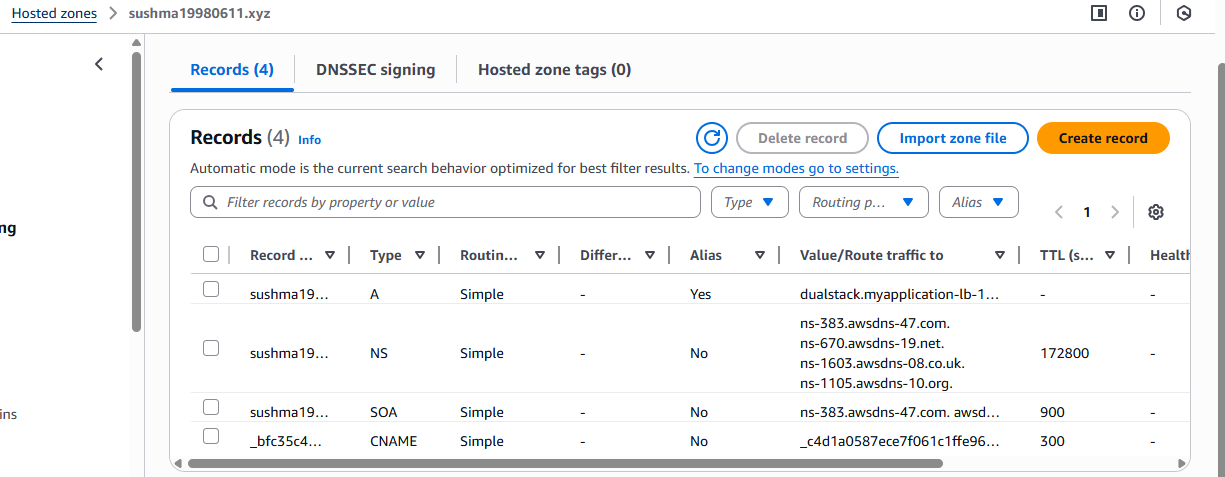 Hosted zones > sushma19980611.xyz
Records (4) DNSSEC signing Hosted zone tags (0)
Records (4) Info Delete record Import zone file Create record
Automatic mode is the current search behavior optimized for best filter results. To change modes go to settings.
Filter records by property or value Type Routing p... Alias
1
ng
Record ... Type Routin... Differ... Alias Value/Route traffic to TTL (s... Health
sushma19... A Simple - Yes dualstack.myapplication-lb-1... - -
ns-383.awsdns-47.com.
ns-670.awsdns-19.net.
sushma19... NS Simple - No 172800 -
ns-1603.awsdns-08.co.uk.
ns-1105.awsdns-10.org.
sushma19... SOA Simple - No ns-383.awsdns-47.com. awsd... 900 -
ins
_bfc35c4... CNAME Simple - No _c4d1a0587ece7f061c1ffe96... 300 -